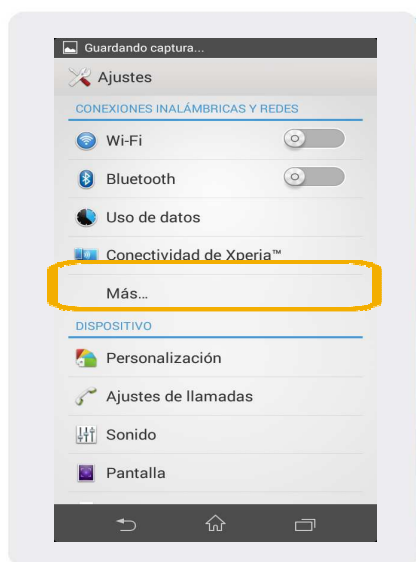 Guardando captura...
Ajustes
CONEXIONES INALÁMBRICAS Y REDES
Wi-Fi
Bluetooth
Uso de datos
Conectividad de Xperia™
Más...
DISPOSITIVO
Personalización
Ajustes de llamadas
Sonido
Pantalla